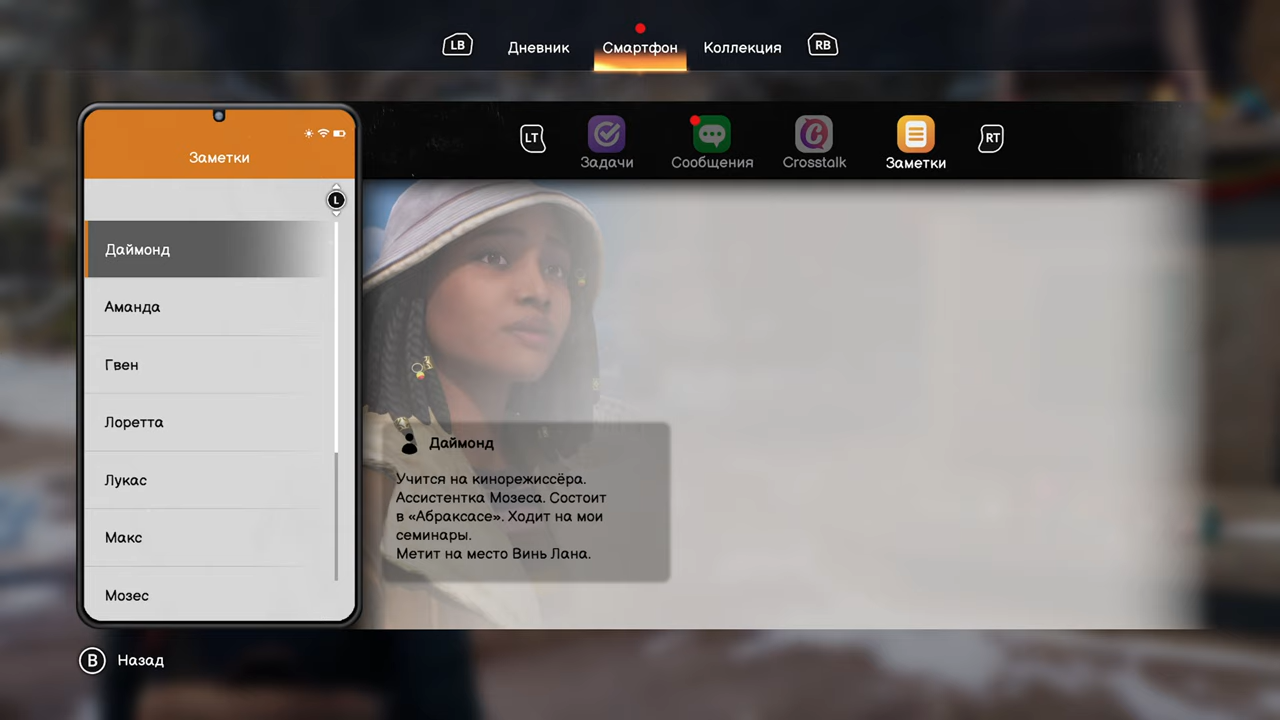 LB
Дневник
Смартфон
Коллекция
RB
Заметки
LT
Задачи
Сообщения
Crosstalk
Заметки
RT
L
Даймонд
Аманда
Гвен
Лоретта
Лукас
Макс
Мозес
Даймонд
Учится на кинорежиссёра.
Ассистентка Мозеса. Состоит
в «Абраксасе». Ходит на мои
семинары.
Метит на место Винь Лана.
B Назад